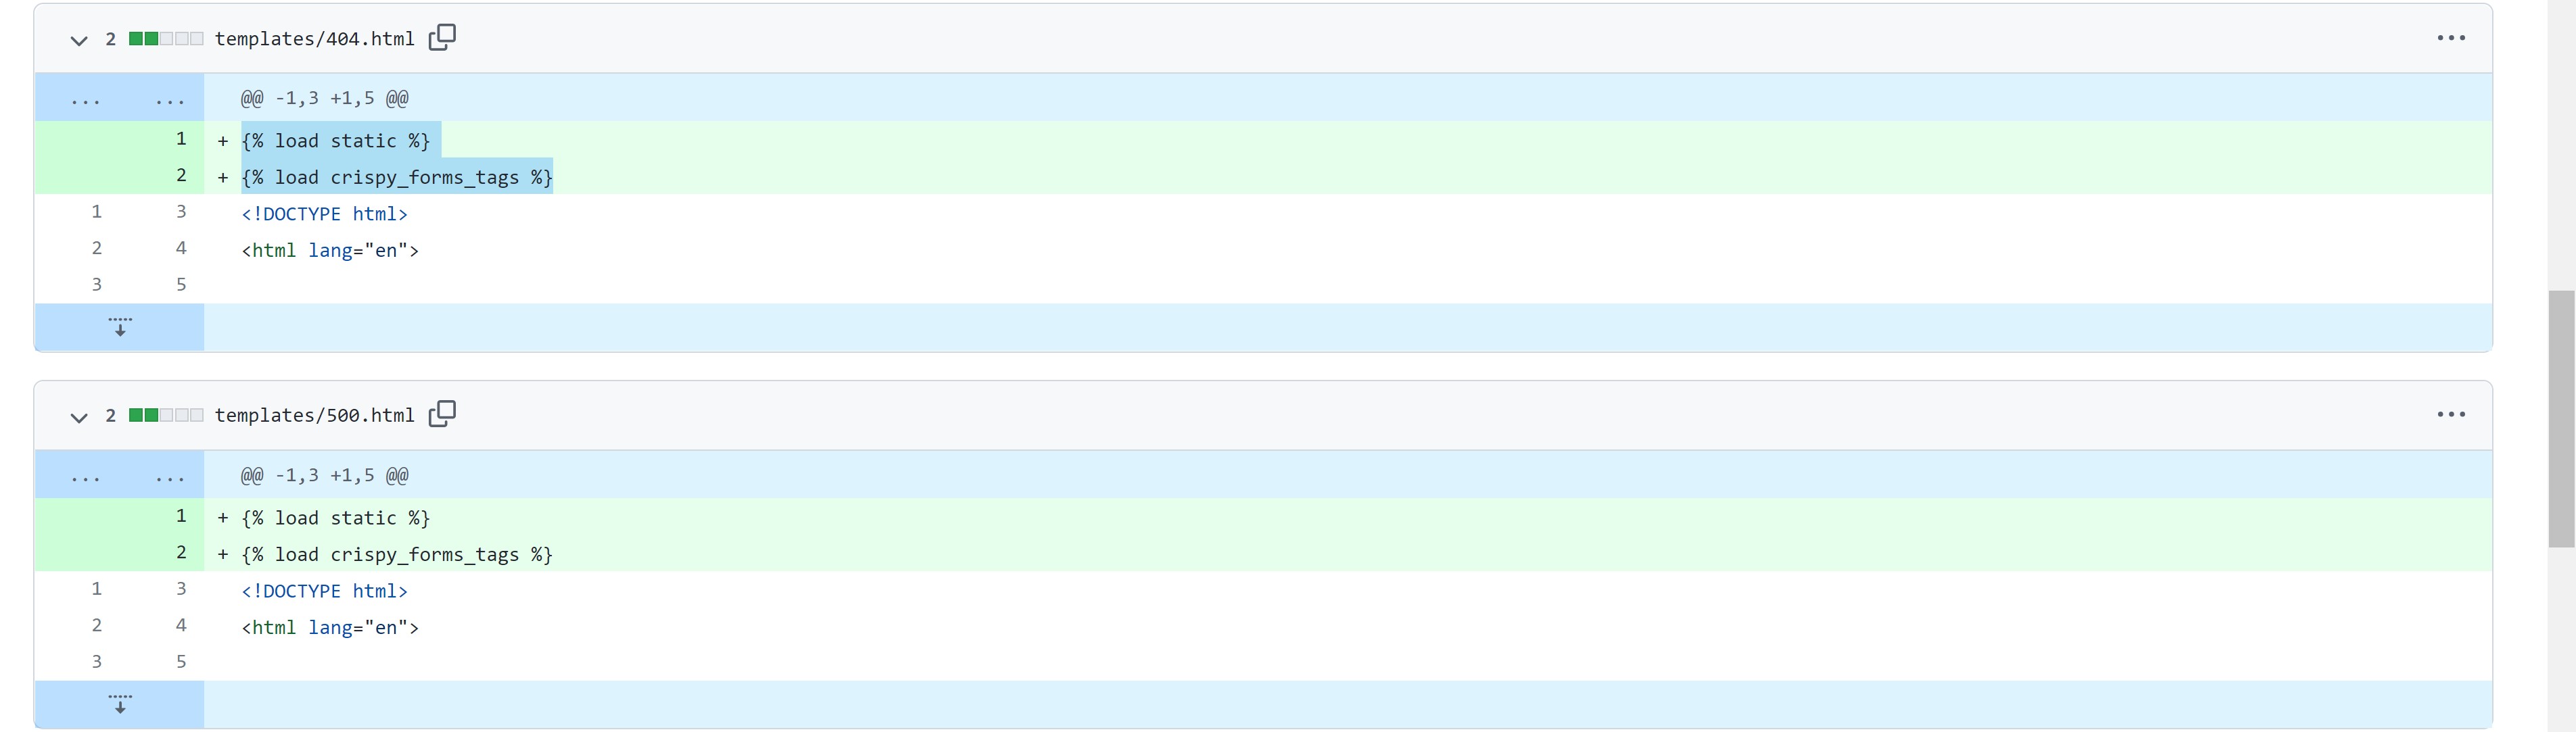 2 templates/404.html
... ... @@ -1,3 +1,5 @@
1 + {% load static %}
2 + {% load crispy_forms_tags %}
1 3 <!DOCTYPE html>
2 4 <html lang="en">
3 5
2 templates/500.html
... ... @@ -1,3 +1,5 @@
1 + {% load static %}
2 + {% load crispy_forms_tags %}
1 3 <!DOCTYPE html>
2 4 <html lang="en">
3 5